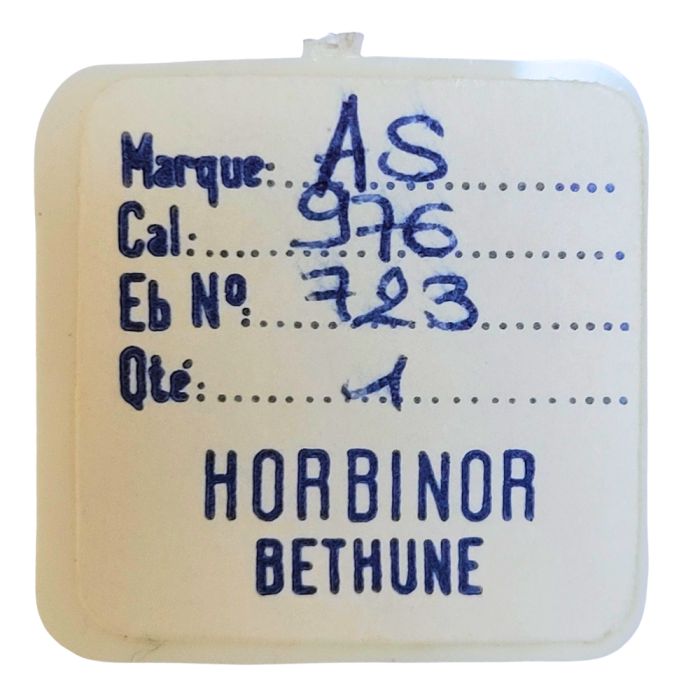 Marque: AS
Cal: 976
Eb Nº: 723
Qté: 1
HORBINOR
BETHUNE